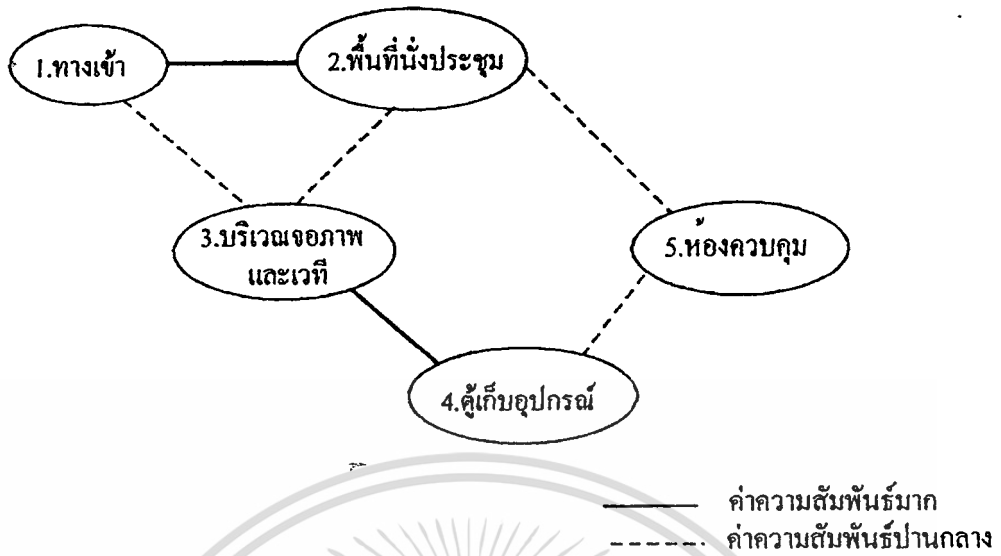 1.ทางเข้า
2.พื้นที่นั่งประชุม
3.บริเวณจอภาพ
และเวที
5.ห้องควบคุม
4.ตู้เก็บอุปกรณ์
ค่าความสัมพันธ์มาก
ค่าความสัมพันธ์ปานกลาง